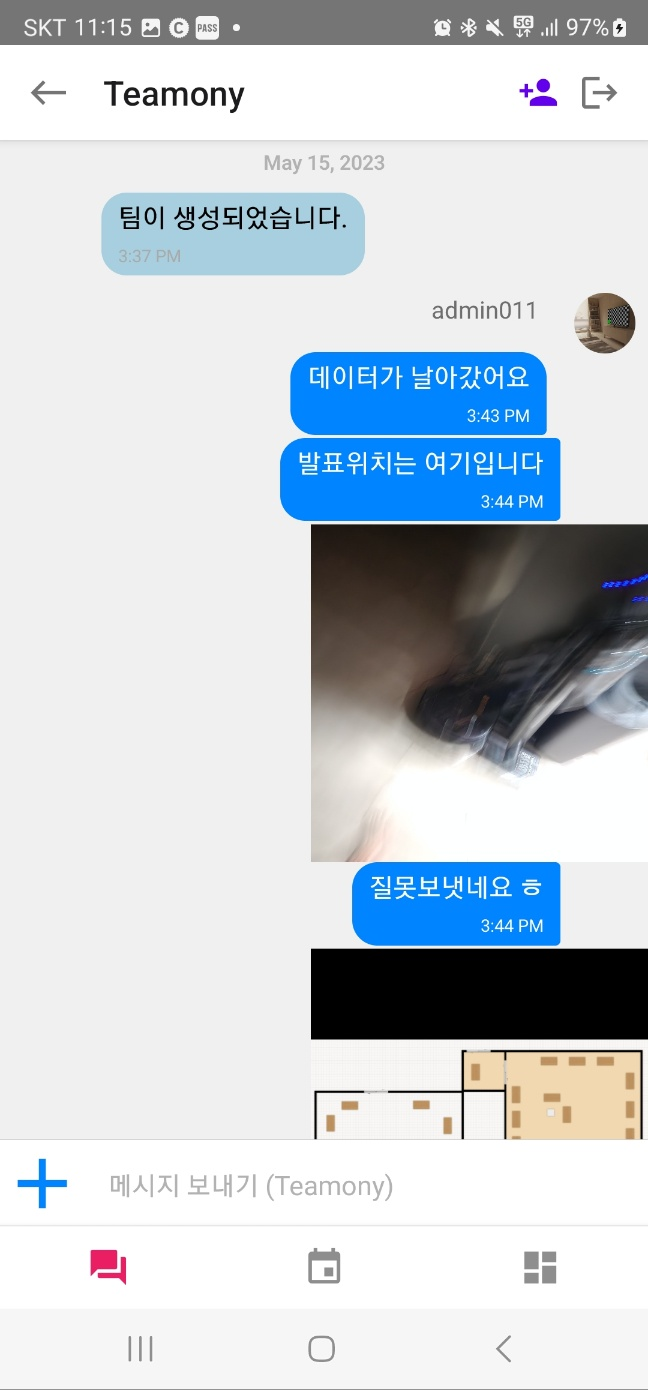 SKT 11:15 C PASS 5G 97%
Teamony
May 15, 2023
팀이 생성되었습니다.
3:37 PM
admin011
데이터가 날아갔어요
3:43 PM
발표위치는 여기입니다
3:44 PM
질못보냇네요 ㅎ
3:44 PM
메시지 보내기 (Teamony)